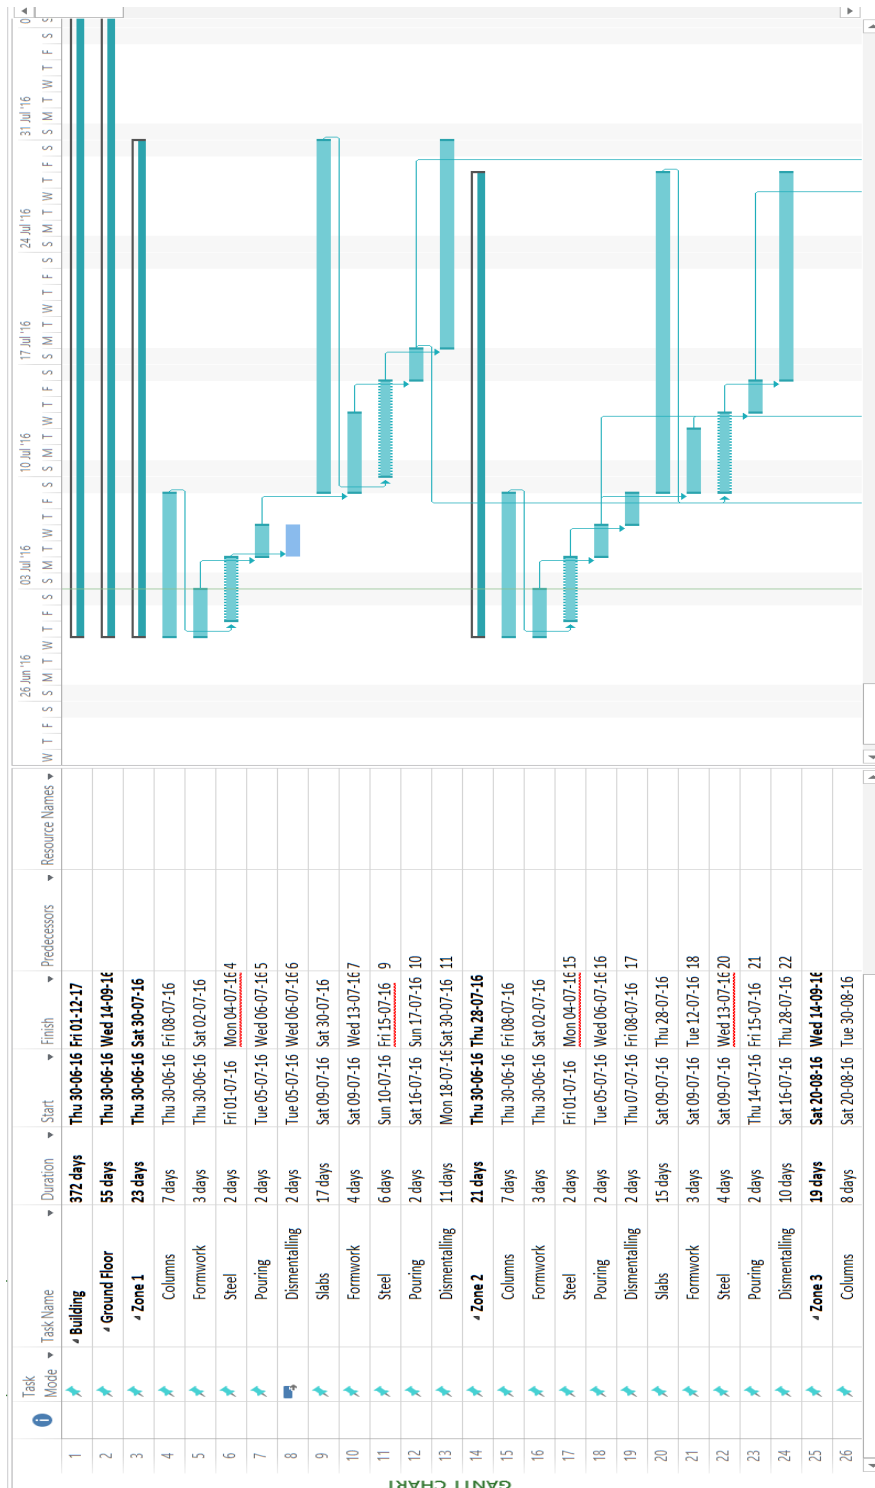 Task Mode Task Name Duration Start Finish Predecessors Resource Names
26 Jun '16 03 Jul '16 10 Jul '16 17 Jul '16 24 Jul '16 31 Jul '16 0
W T F S S M T W T F S S M T W T F S S M T W T F S S M T W T F S S M T W T F S S M T W T F S
1 Building 372 days Thu 30-06-16 Fri 01-12-17
2 Ground Floor 55 days Thu 30-06-16 Wed 14-09-16
3 Zone 1 23 days Thu 30-06-16 Sat 30-07-16
4 Columns 7 days Thu 30-06-16 Fri 08-07-16
5 Formwork 3 days Thu 30-06-16 Sat 02-07-16
6 Steel 2 days Fri 01-07-16 Mon 04-07-16 4
7 Pouring 2 days Tue 05-07-16 Wed 06-07-16 5
8 Dismentalling 2 days Tue 05-07-16 Wed 06-07-16 6
9 Slabs 17 days Sat 09-07-16 Sat 30-07-16
10 Formwork 4 days Sat 09-07-16 Wed 13-07-16 7
11 Steel 6 days Sun 10-07-16 Fri 15-07-16 9
12 Pouring 2 days Sat 16-07-16 Sun 17-07-16 10
13 Dismentalling 11 days Mon 18-07-16 Sat 30-07-16 11
14 Zone 2 21 days Thu 30-06-16 Thu 28-07-16
15 Columns 7 days Thu 30-06-16 Fri 08-07-16
16 Formwork 3 days Thu 30-06-16 Sat 02-07-16
17 Steel 2 days Fri 01-07-16 Mon 04-07-16 15
18 Pouring 2 days Tue 05-07-16 Wed 06-07-16 16
19 Dismentalling 2 days Thu 07-07-16 Fri 08-07-16 17
20 Slabs 15 days Sat 09-07-16 Thu 28-07-16
21 Formwork 3 days Sat 09-07-16 Tue 12-07-16 18
22 Steel 4 days Sat 09-07-16 Wed 13-07-16 20
23 Pouring 2 days Thu 14-07-16 Fri 15-07-16 21
24 Dismentalling 10 days Sat 16-07-16 Thu 28-07-16 22
25 Zone 3 19 days Sat 20-08-16 Wed 14-09-16
26 Columns 8 days Sat 20-08-16 Tue 30-08-16
GANTT CHART